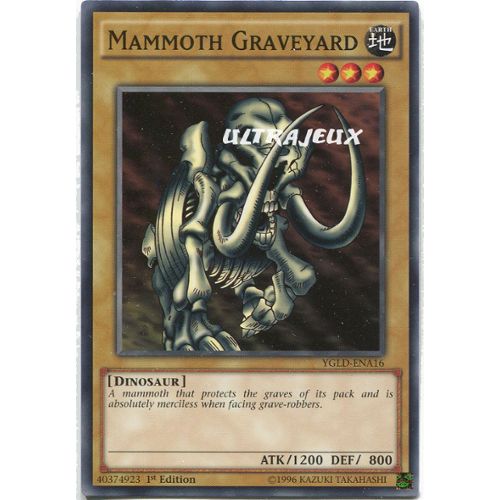 MAMMOTH GRAVEYARD
EARTH
地
ULTRAJEUX
YGLD-ENA16
[DINOSAUR]
A mammoth that protects the graves of its pack and is
absolutely merciless when facing grave-robbers.
ATK/1200 DEF/ 800
40374923 1st Edition ©1996 KAZUKI TAKAHASHI